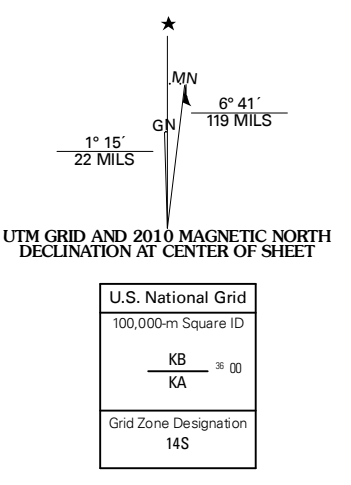 ★
MN
6° 41´
119 MILS
GN
1° 15´
22 MILS
UTM GRID AND 2010 MAGNETIC NORTH
DECLINATION AT CENTER OF SHEET
U.S. National Grid
100,000-m Square ID
KB
36 00
KA
Grid Zone Designation
14S